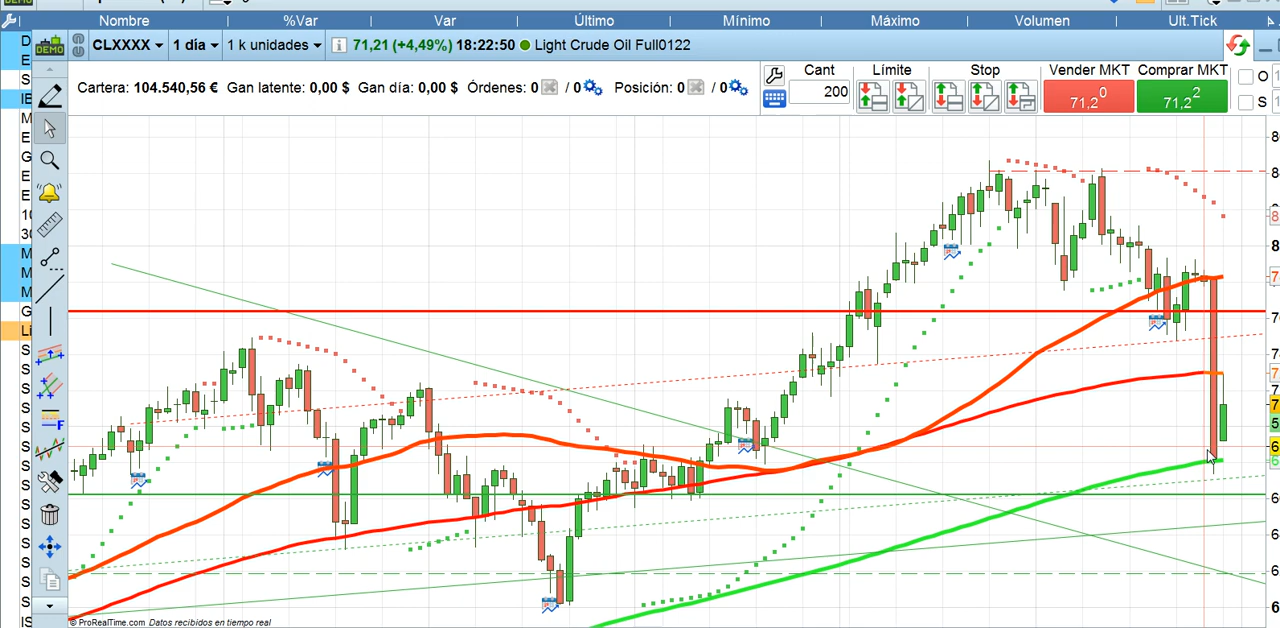 DEMO
Nombre %Var Var Último Mínimo Máximo Volumen Ult.Tick
DEMO CLXXXX 1 día 1 k unidades 71,21 (+4,49%) 18:22:50 Light Crude Oil Full0122
Cartera: 104.540,56 € Gan latente: 0,00 $ Gan día: 0,00 $ Órdenes: 0 / 0 Posición: 0 / 0
Cant Límite Stop Vender MKT Comprar MKT
200 71,2⁰ 71,2² O
S
© ProRealTime.com Datos recibidos en tiempo real